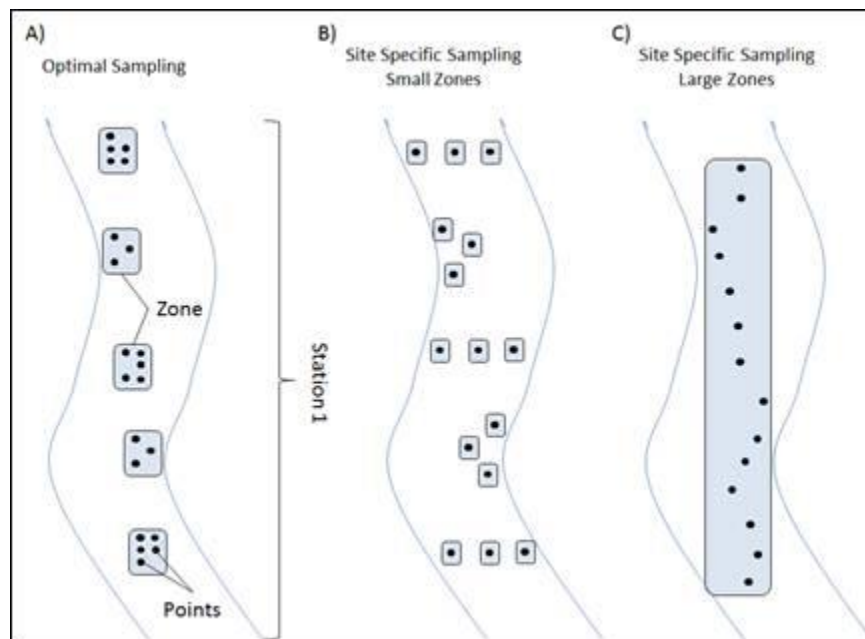 A)
Optimal Sampling
B)
Site Specific Sampling
Small Zones
C)
Site Specific Sampling
Large Zones
Zone
Station 1
Points